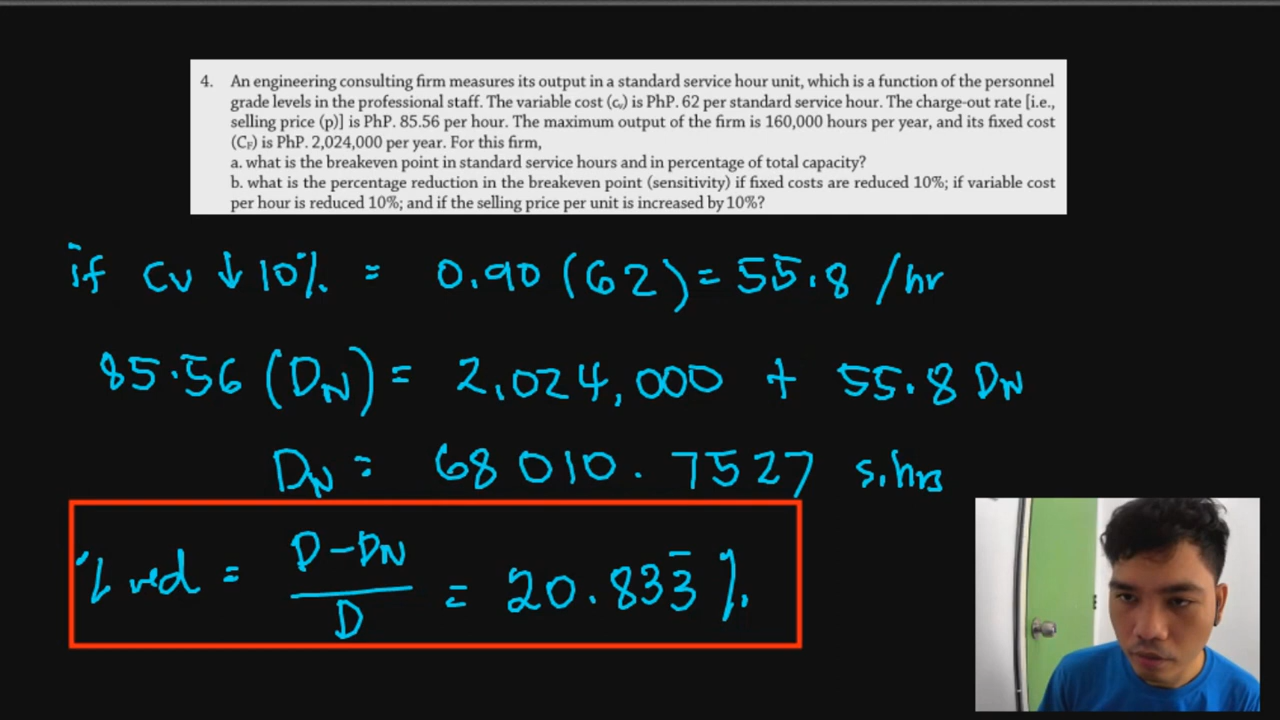 4. An engineering consulting firm measures its output in a standard service hour unit, which is a function of the personnel
grade levels in the professional staff. The variable cost (cᵥ) is PhP. 62 per standard service hour. The charge-out rate [i.e.,
selling price (p)] is PhP. 85.56 per hour. The maximum output of the firm is 160,000 hours per year, and its fixed cost
(C_F) is PhP. 2,024,000 per year. For this firm,
a. what is the breakeven point in standard service hours and in percentage of total capacity?
b. what is the percentage reduction in the breakeven point (sensitivity) if fixed costs are reduced 10%; if variable cost
per hour is reduced 10%; and if the selling price per unit is increased by 10%?
if Cv ↓ 10% = 0.90 (62) = 55.8 /hr
85.56 (D_N) = 2,024,000 + 55.8 D_N
D_N = 68 010.7527 s.hrs
% red = (D-D_N)/D = 20.833̅ %